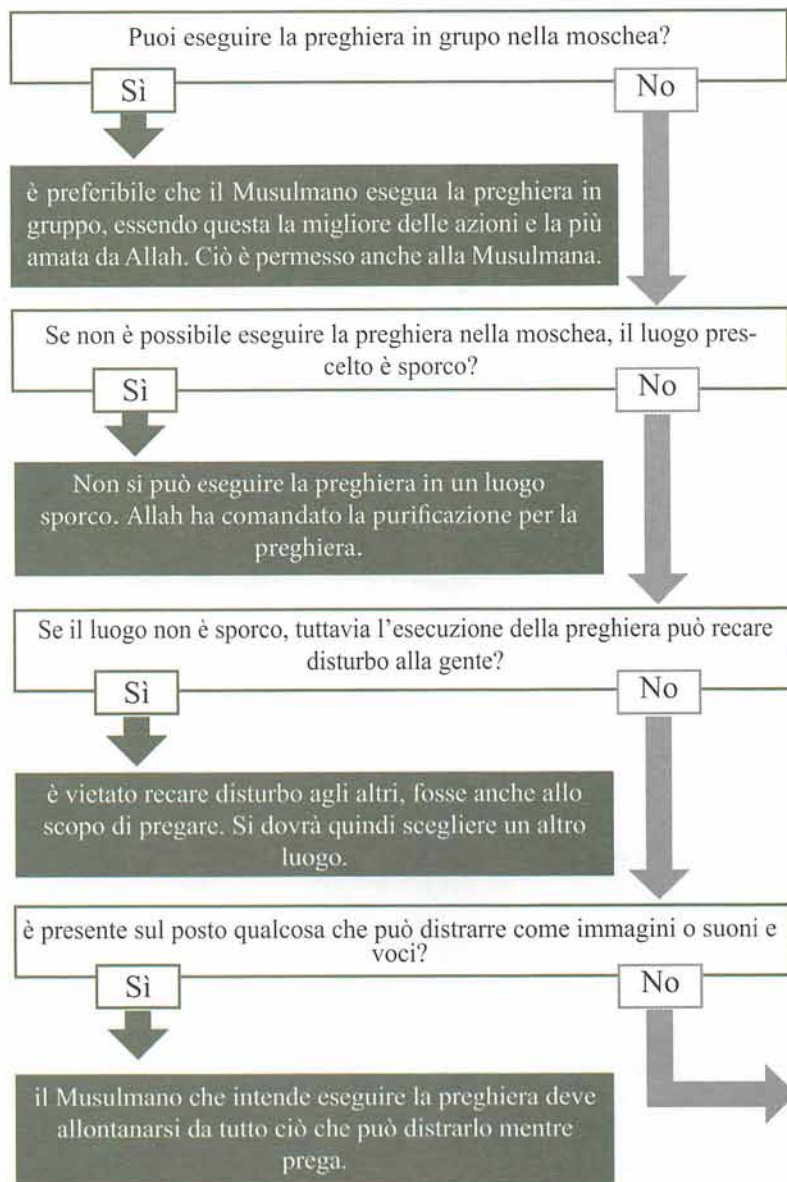 Puoi eseguire la preghiera in grupo nella moschea?
Sì
No
è preferibile che il Musulmano esegua la preghiera in
gruppo, essendo questa la migliore delle azioni e la più
amata da Allah. Ciò è permesso anche alla Musulmana.
Se non è possibile eseguire la preghiera nella moschea, il luogo pres-
celto è sporco?
Sì
No
Non si può eseguire la preghiera in un luogo
sporco. Allah ha comandato la purificazione per la
preghiera.
Se il luogo non è sporco, tuttavia l’esecuzione della preghiera può recare
disturbo alla gente?
Sì
No
è vietato recare disturbo agli altri, fosse anche allo
scopo di pregare. Si dovrà quindi scegliere un altro
luogo.
è presente sul posto qualcosa che può distrarre come immagini o suoni e
voci?
Sì
No
il Musulmano che intende eseguire la preghiera deve
allontanarsi da tutto ciò che può distrarlo mentre
prega.